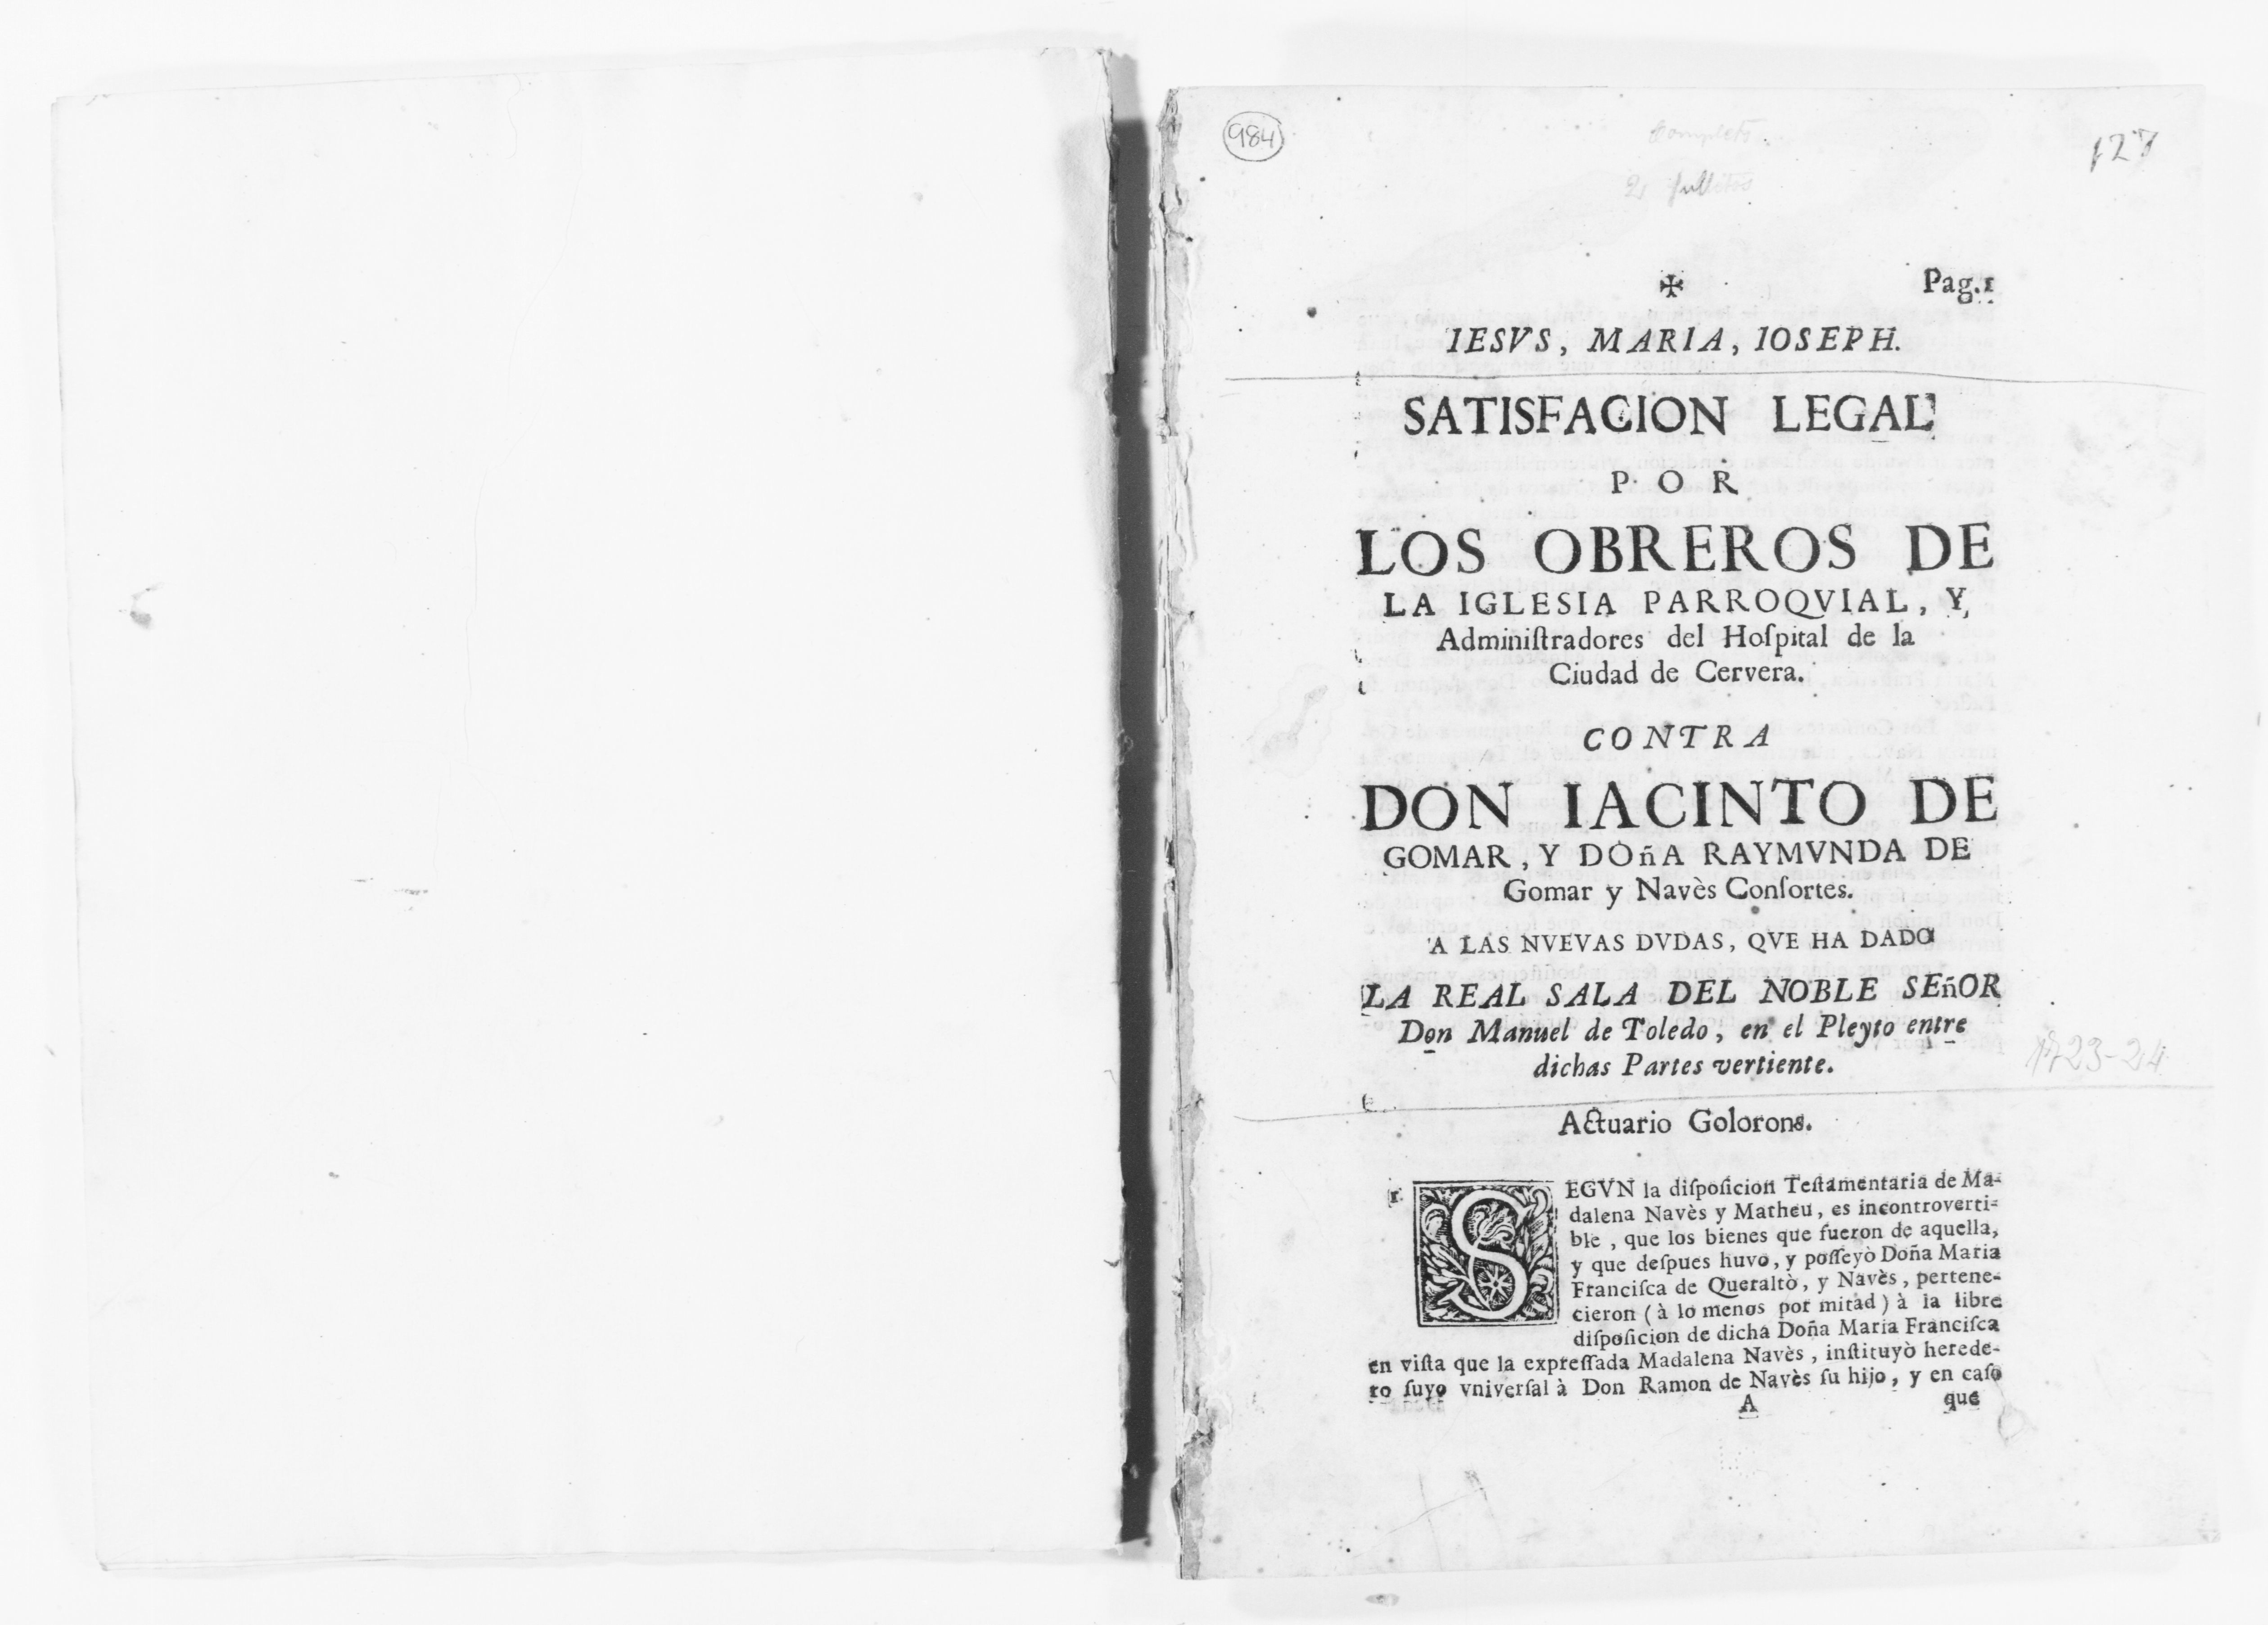 984
127
2 fulletos
✠ Pag.1
IESVS, MARIA, IOSEPH.
SATISFACION LEGAL
POR
LOS OBREROS DE
LA IGLESIA PARROQVIAL, Y
Adminiſtradores del Hoſpital de la
Ciudad de Cervera.
CONTRA
DON IACINTO DE
GOMAR, Y DOñA RAYMVNDA DE
Gomar y Navès Conſortes.
A LAS NVEVAS DVDAS, QVE HA DADO
LA REAL SALA DEL NOBLE SEñOR
Don Manuel de Toledo, en el Pleyto entre
dichas Partes vertiente.
1723-24
Actuario Golorons.
1. SEGVN la diſpoſicion Teſtamentaria de Ma-
dalena Navès y Matheu, es incontroverti-
ble, que los bienes que fueron de aquella,
y que deſpues huvo, y poſſeyò Doña Maria
Franciſca de Queraltò, y Navès, pertene-
cieron (à lo menos por mitad) à la libre
diſpoſicion de dicha Doña Maria Franciſca
en viſta que la expreſſada Madalena Navès, inſtituyò herede-
ro ſuyo vniverſal à Don Ramon de Navès ſu hijo, y en caſo
A que